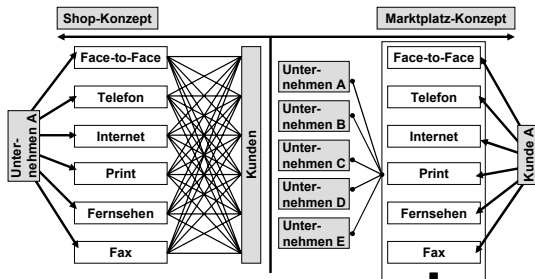 Shop-Konzept
Marktplatz-Konzept
Unter-
nehmen A
Face-to-Face
Telefon
Internet
Print
Fernsehen
Fax
Kunden
Unter-
nehmen A
Unter-
nehmen B
Unter-
nehmen C
Unter-
nehmen D
Unter-
nehmen E
Face-to-Face
Telefon
Internet
Print
Fernsehen
Fax
Kunde A